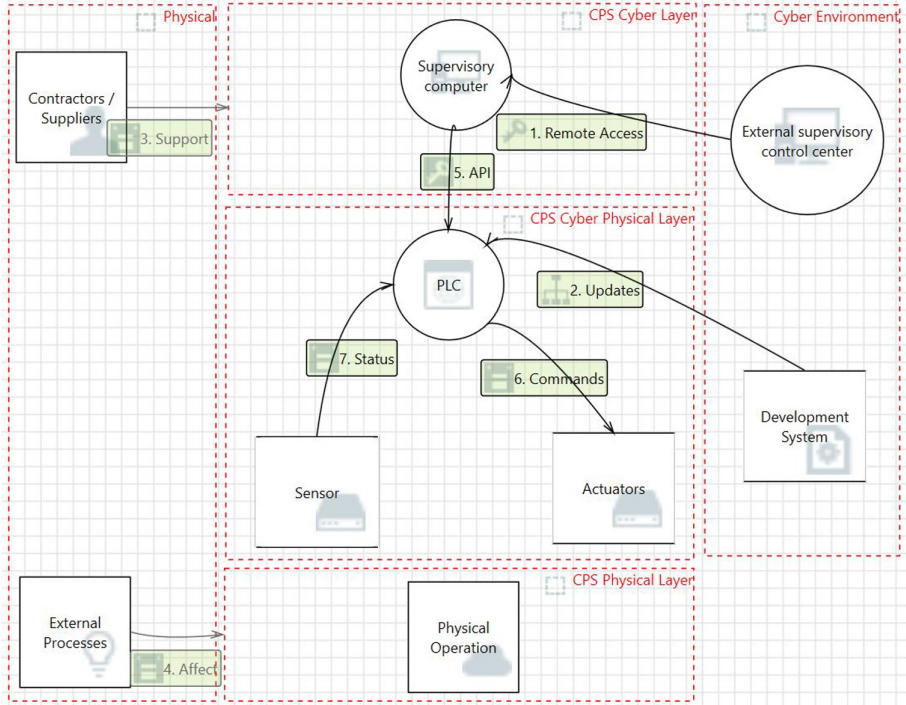 Physical
CPS Cyber Layer
Cyber Environment
Contractors /
Suppliers
3. Support
Supervisory
computer
1. Remote Access
External supervisory
control center
5. API
CPS Cyber Physical Layer
PLC
2. Updates
7. Status
6. Commands
Development
System
Sensor
Actuators
CPS Physical Layer
External
Processes
4. Affect
Physical
Operation